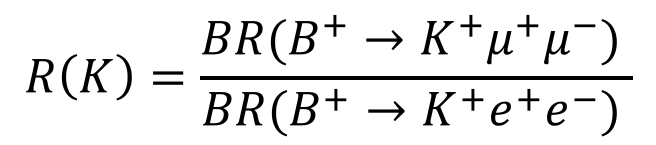 R(K) = BR(B⁺ → K⁺μ⁺μ⁻) / BR(B⁺ → K⁺e⁺e⁻)